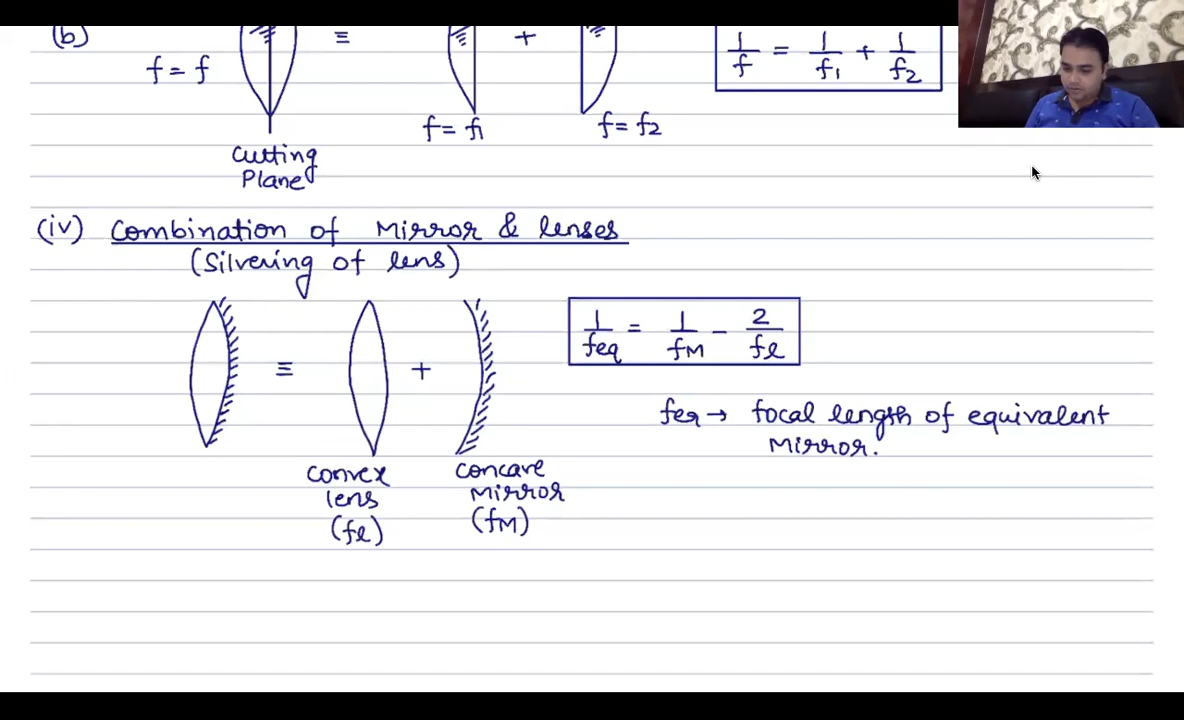 (b)
f = f
≡
+
1/f = 1/f1 + 1/f2
f = f1
f = f2
Cutting
Plane
(iv) Combination of Mirror & lenses
(Silvering of lens)
≡
+
1/feq = 1/fM - 2/fl
feq → focal length of equivalent
Mirror.
Convex
lens
(fl)
Concave
Mirror
(fM)